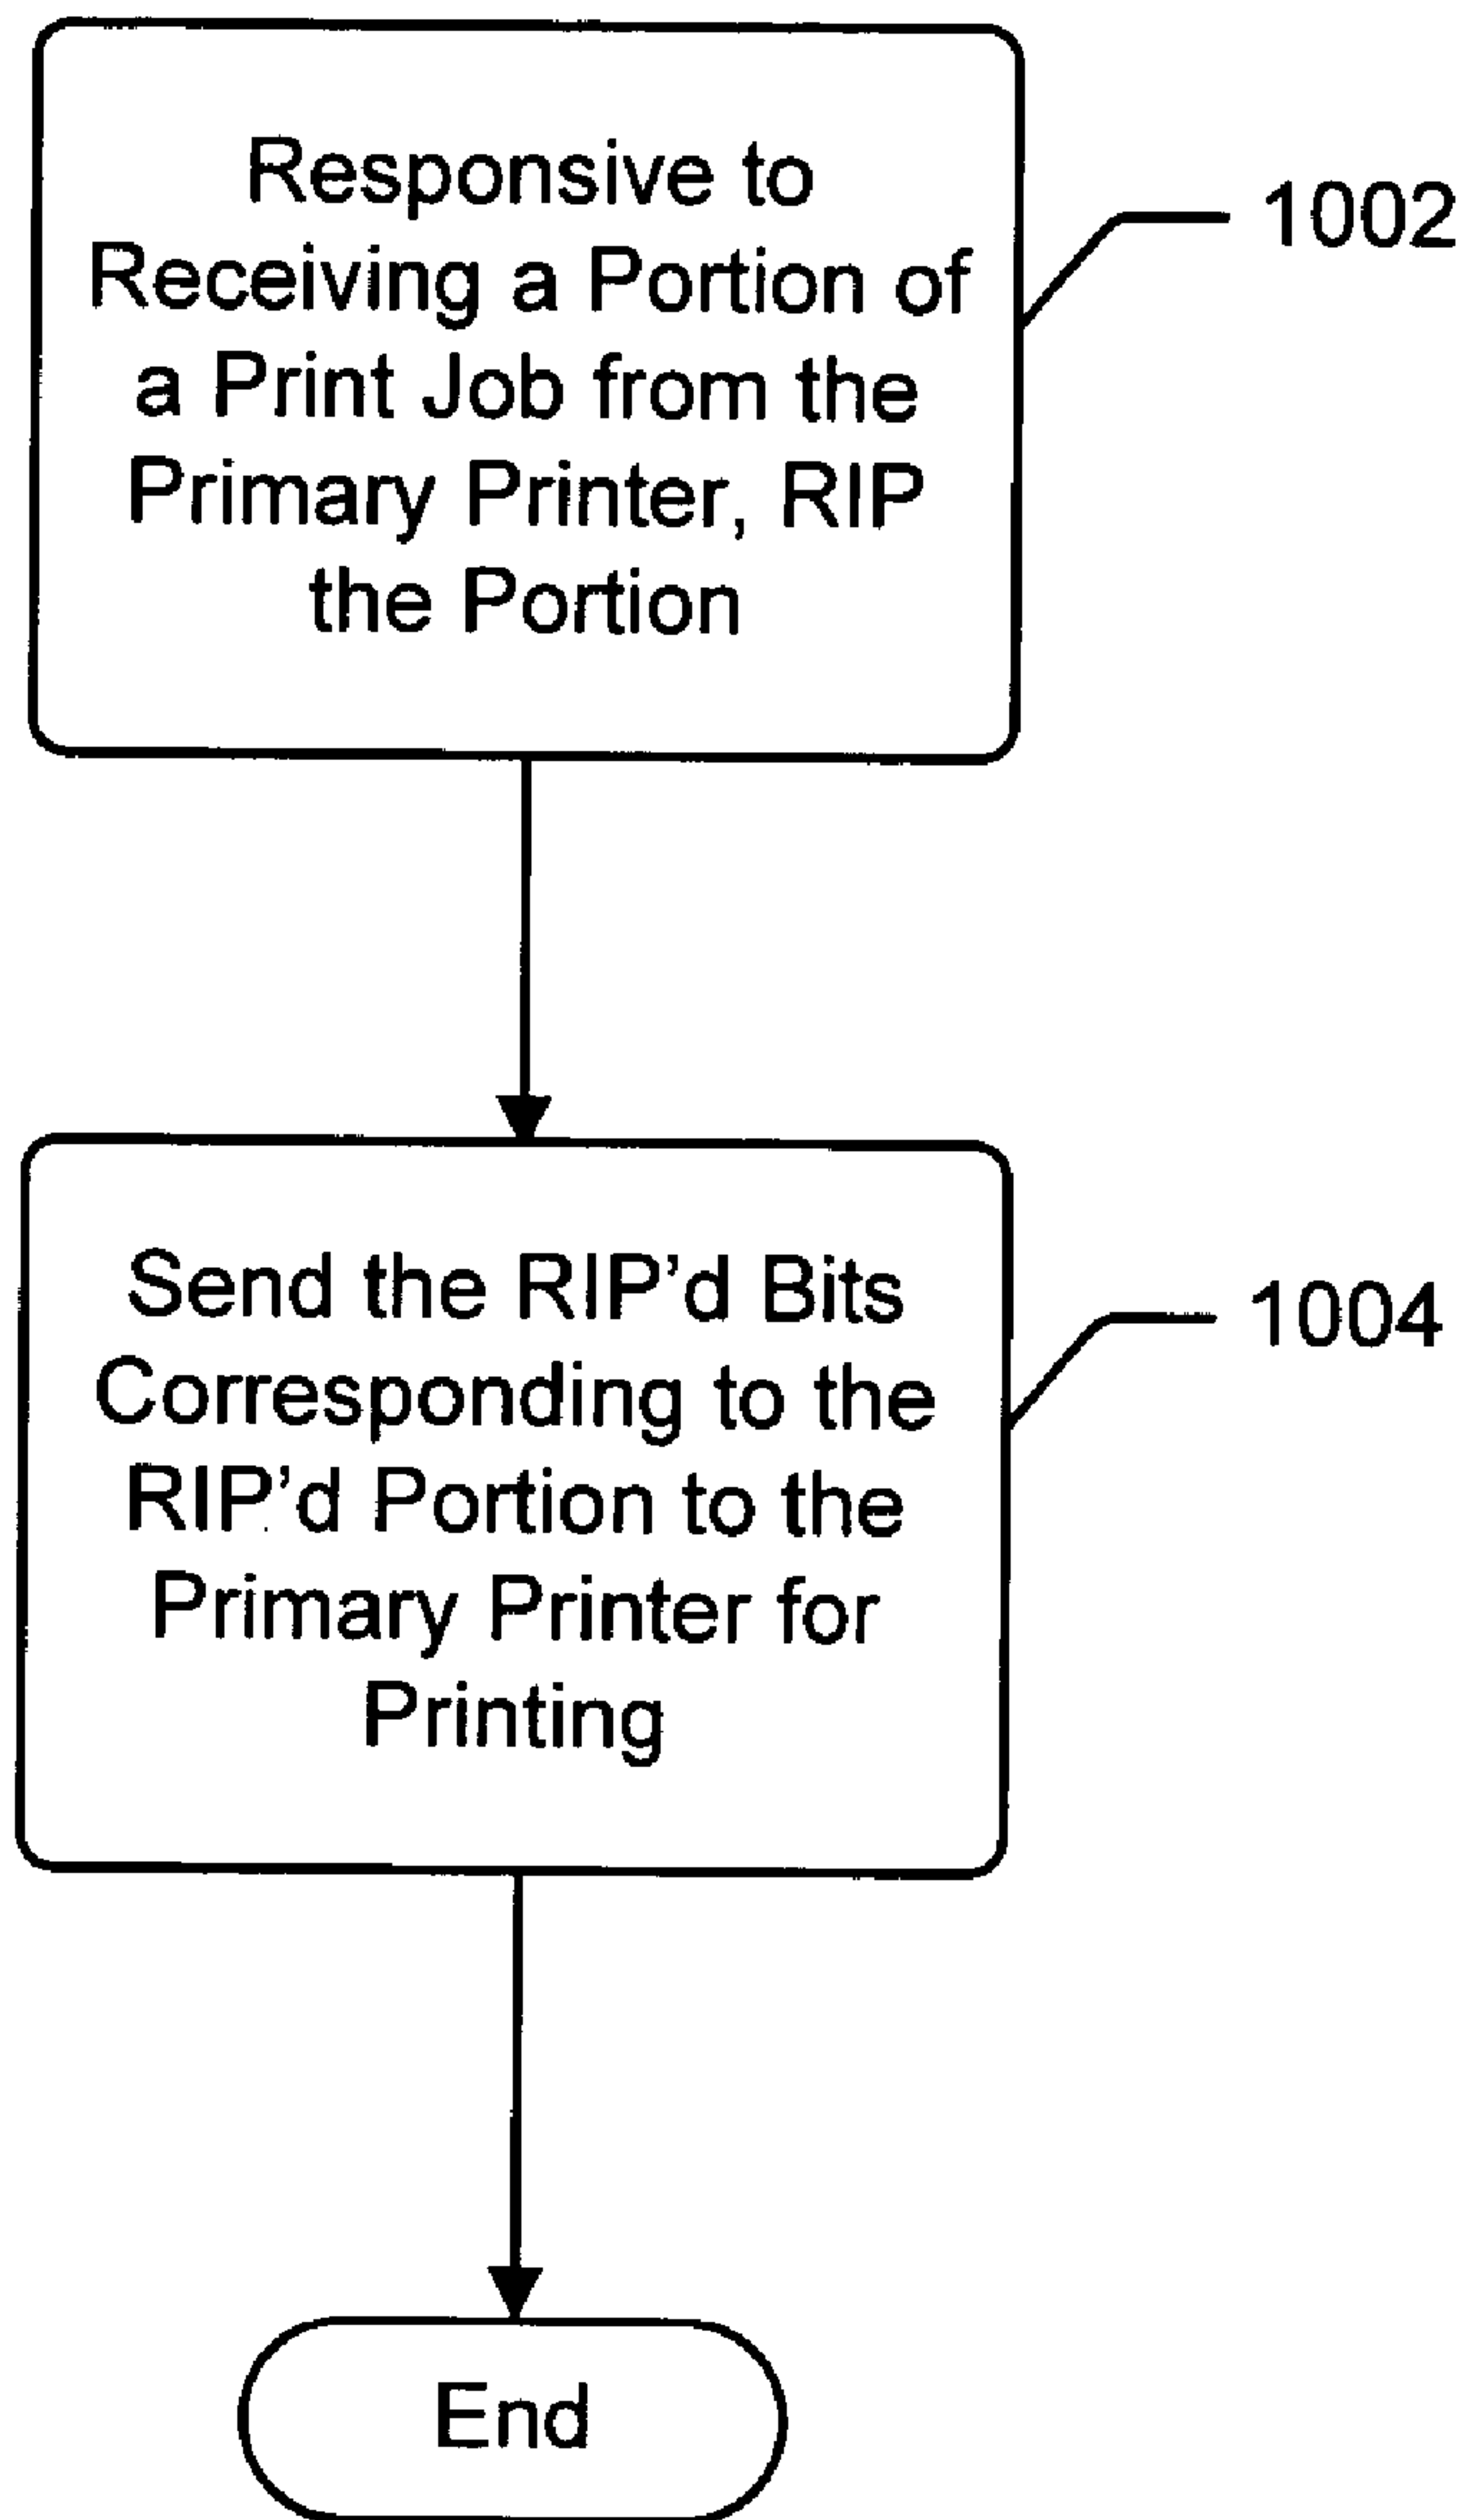 Responsive to
Receiving a Portion of
a Print Job from the
Primary Printer, RIP
the Portion
1002
Send the RIP'd Bits
Corresponding to the
RIP'd Portion to the
Primary Printer for
Printing
1004
End